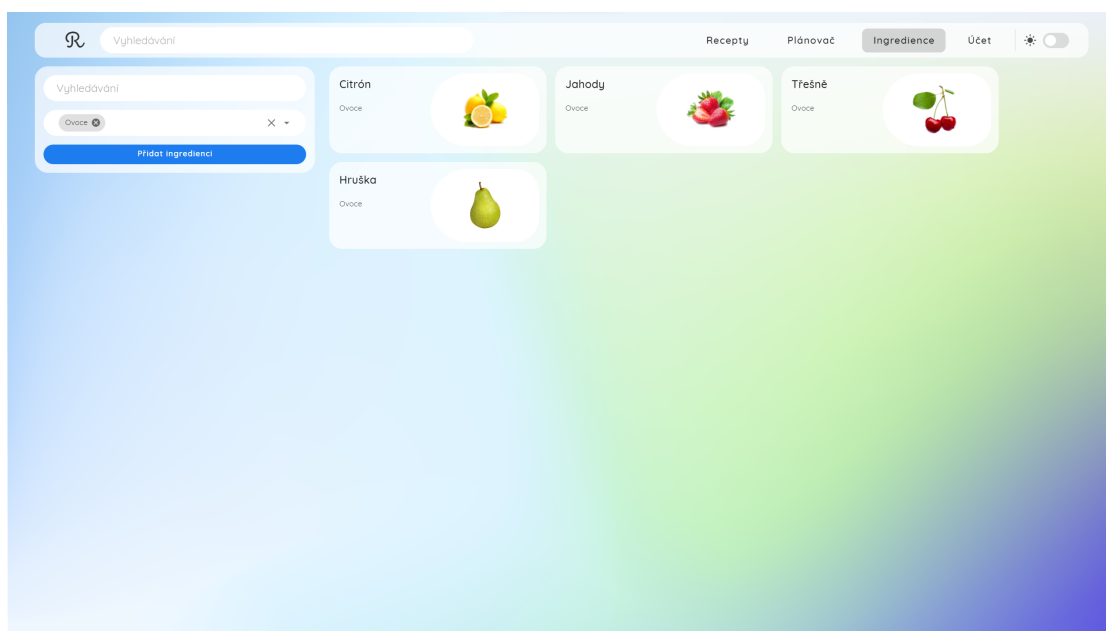 R
Vyhledávání
Recepty
Plánovač
Ingredience
Účet
Vyhledávání
Ovoce
Přidat ingredienci
Citrón
Ovoce
Jahody
Ovoce
Třešně
Ovoce
Hruška
Ovoce